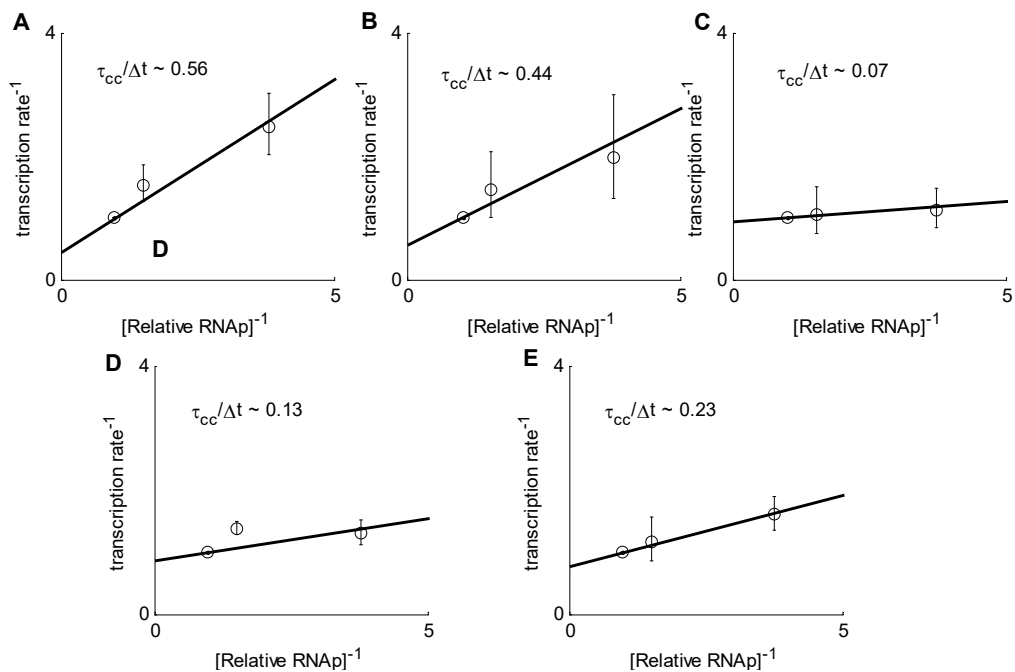 A
4
τcc/Δt ~ 0.56
transcription rate-1
D
0
0
5
[Relative RNAp]-1
B
4
τcc/Δt ~ 0.44
transcription rate-1
0
0
5
[Relative RNAp]-1
C
4
τcc/Δt ~ 0.07
transcription rate-1
0
0
5
[Relative RNAp]-1
D
4
τcc/Δt ~ 0.13
transcription rate-1
0
0
5
[Relative RNAp]-1
E
4
τcc/Δt ~ 0.23
transcription rate-1
0
0
5
[Relative RNAp]-1